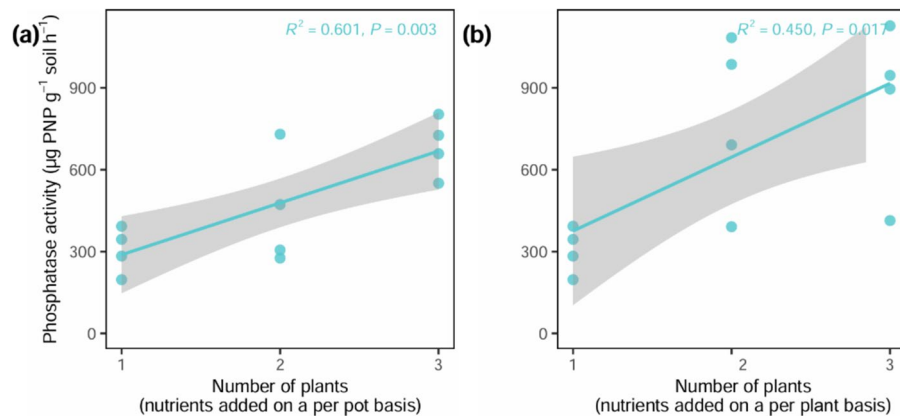 (a)
R² = 0.601, P = 0.003
Phosphatase activity (µg PNP g⁻¹ soil h⁻¹)
900
600
300
0
1 2 3
Number of plants
(nutrients added on a per pot basis)
(b)
R² = 0.450, P = 0.017
900
600
300
0
1 2 3
Number of plants
(nutrients added on a per plant basis)